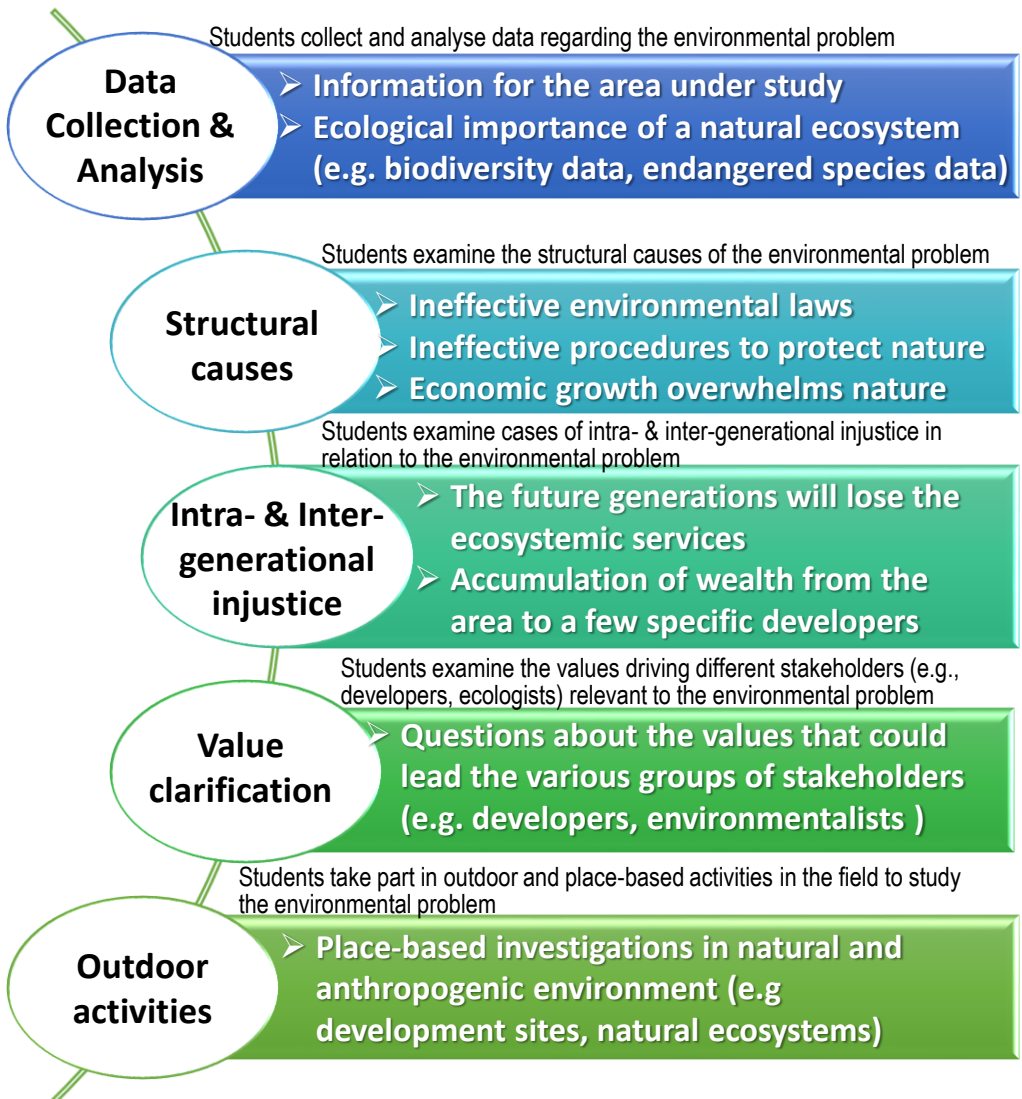 Students collect and analyse data regarding the environmental problem
Data
Collection &
Analysis
➢ Information for the area under study
➢ Ecological importance of a natural ecosystem
(e.g. biodiversity data, endangered species data)
Students examine the structural causes of the environmental problem
Structural
causes
➢ Ineffective environmental laws
➢ Ineffective procedures to protect nature
➢ Economic growth overwhelms nature
Students examine cases of intra- & inter-generational injustice in
relation to the environmental problem
Intra- & Inter-
generational
injustice
➢ The future generations will lose the
ecosystemic services
➢ Accumulation of wealth from the
area to a few specific developers
Students examine the values driving different stakeholders (e.g.,
developers, ecologists) relevant to the environmental problem
Value
clarification
➢ Questions about the values that could
lead the various groups of stakeholders
(e.g. developers, environmentalists )
Students take part in outdoor and place-based activities in the field to study
the environmental problem
Outdoor
activities
➢ Place-based investigations in natural and
anthropogenic environment (e.g
development sites, natural ecosystems)